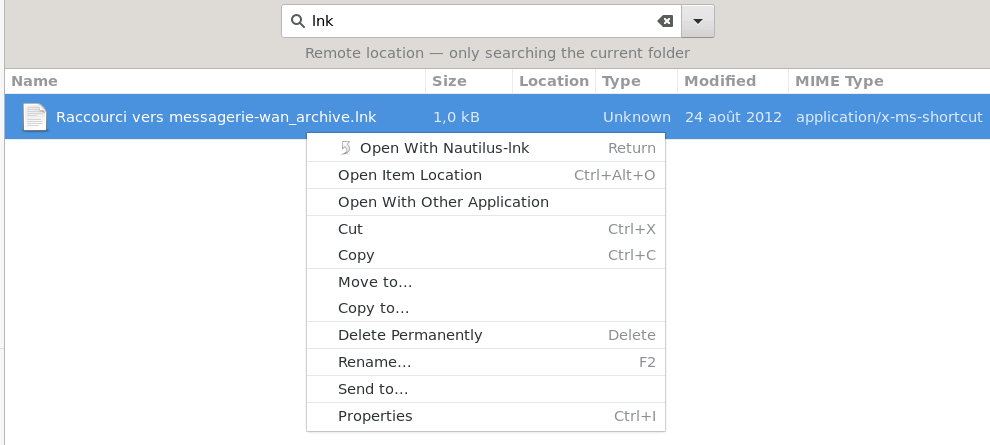 lnk
Remote location — only searching the current folder
Name Size Location Type Modified MIME Type
Raccourci vers messagerie-wan_archive.lnk 1,0 kB Unknown 24 août 2012 application/x-ms-shortcut
Open With Nautilus-lnk Return
Open Item Location Ctrl+Alt+O
Open With Other Application
Cut Ctrl+X
Copy Ctrl+C
Move to...
Copy to...
Delete Permanently Delete
Rename... F2
Send to...
Properties Ctrl+I